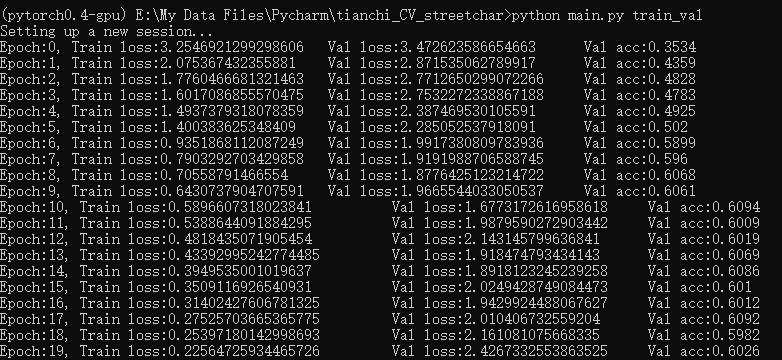 (pytorch0.4-gpu) E:\My Data Files\Pycharm\tianchi_CV_streetchar>python main.py train_val
Setting up a new session...
Epoch:0, Train loss:3.2546921299298606 Val loss:3.472623586654663 Val acc:0.3534
Epoch:1, Train loss:2.075367432355881 Val loss:2.871535062789917 Val acc:0.4359
Epoch:2, Train loss:1.7760466681321463 Val loss:2.7712650299072266 Val acc:0.4828
Epoch:3, Train loss:1.6017086855570475 Val loss:2.7532272338867188 Val acc:0.4783
Epoch:4, Train loss:1.4937379318078359 Val loss:2.387469530105591 Val acc:0.4925
Epoch:5, Train loss:1.400383625348409 Val loss:2.285052537918091 Val acc:0.502
Epoch:6, Train loss:0.9351868112087249 Val loss:1.9917380809783936 Val acc:0.5899
Epoch:7, Train loss:0.7903292703429858 Val loss:1.9191988706588745 Val acc:0.596
Epoch:8, Train loss:0.70558791466554 Val loss:1.8776425123214722 Val acc:0.6068
Epoch:9, Train loss:0.6430737904707591 Val loss:1.9665544033050537 Val acc:0.6061
Epoch:10, Train loss:0.5896607318023841 Val loss:1.6773172616958618 Val acc:0.6094
Epoch:11, Train loss:0.5388644091884295 Val loss:1.9879590272903442 Val acc:0.6009
Epoch:12, Train loss:0.4818435071905454 Val loss:2.143145799636841 Val acc:0.6019
Epoch:13, Train loss:0.43399295242774485 Val loss:1.918474793434143 Val acc:0.6069
Epoch:14, Train loss:0.3949535001019637 Val loss:1.8918123245239258 Val acc:0.6086
Epoch:15, Train loss:0.3509116926540931 Val loss:2.0249428749084473 Val acc:0.601
Epoch:16, Train loss:0.31402427606781325 Val loss:1.9429924488067627 Val acc:0.6012
Epoch:17, Train loss:0.27525703665365775 Val loss:2.010406732559204 Val acc:0.6092
Epoch:18, Train loss:0.25397180142998693 Val loss:2.161081075668335 Val acc:0.5982
Epoch:19, Train loss:0.22564725934465726 Val loss:2.4267332553863525 Val acc:0.6026